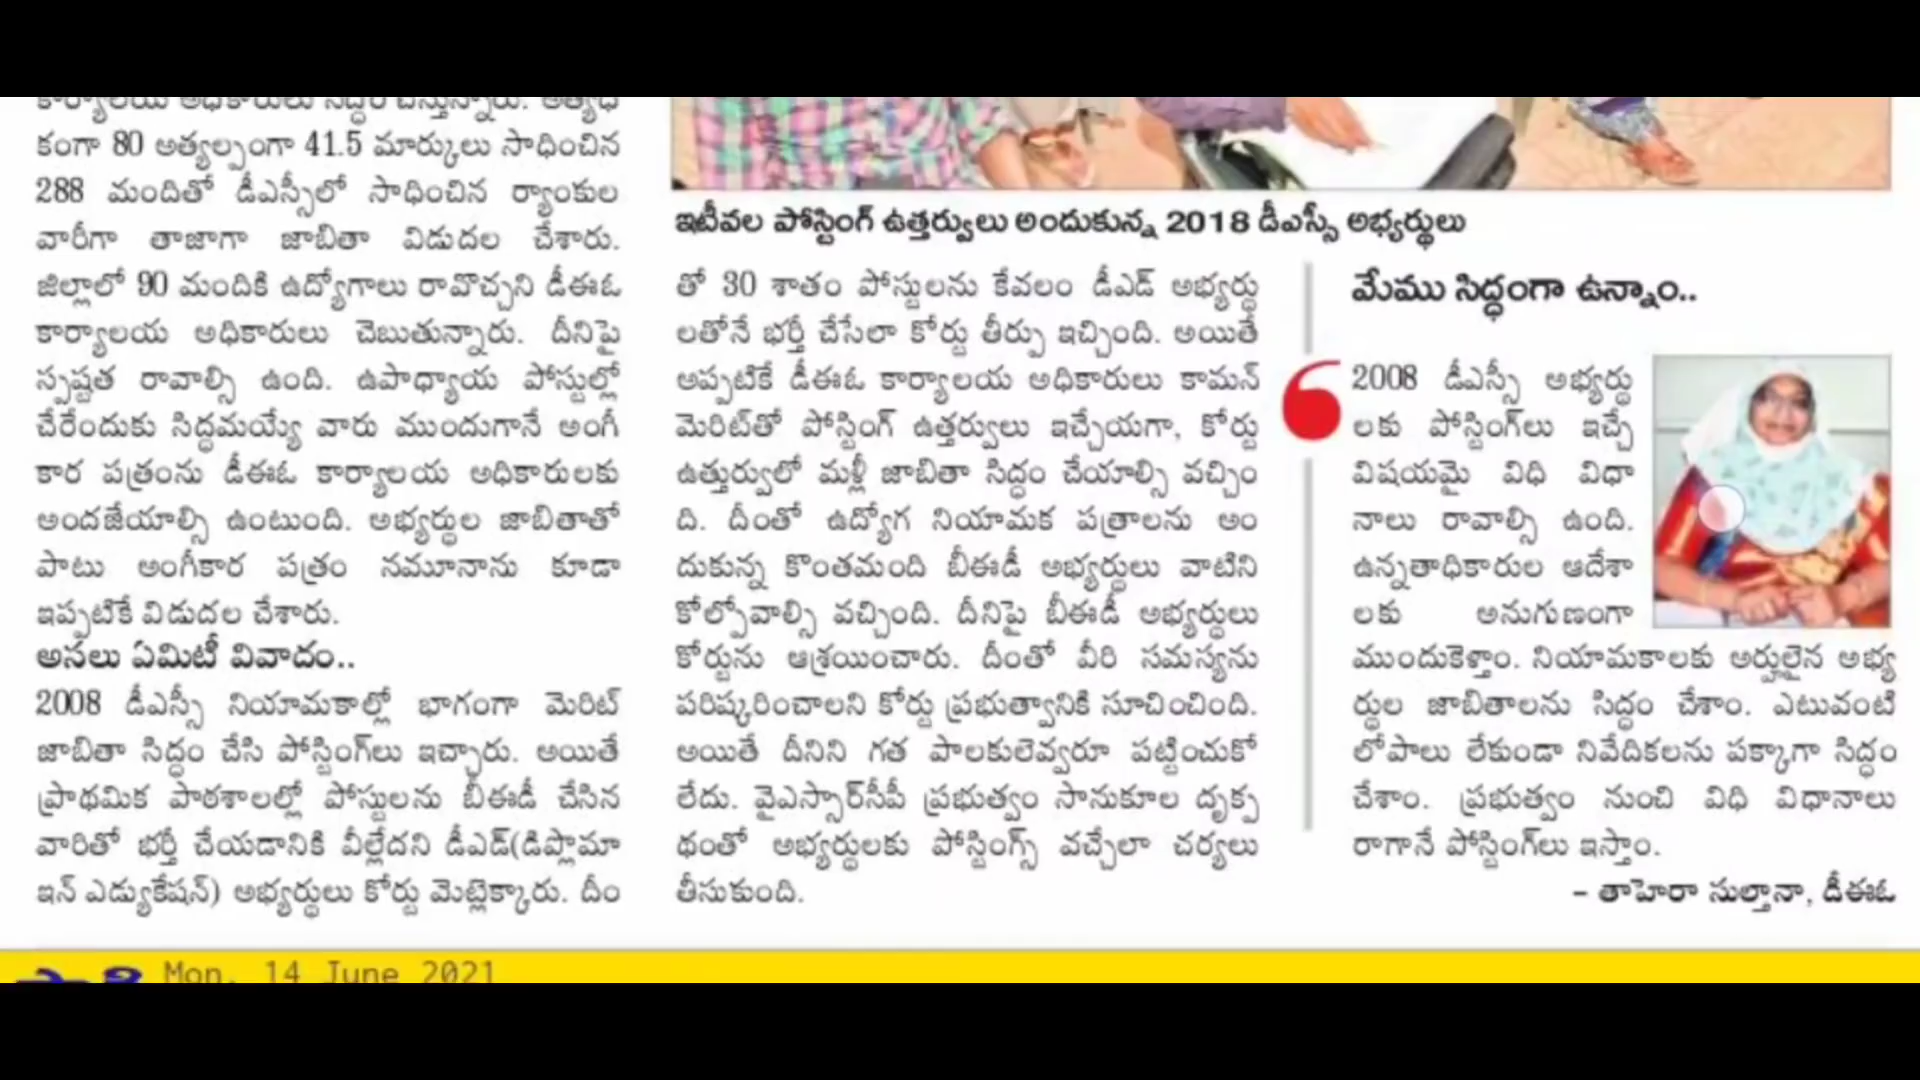 కార్యాలయ అధికారులు సిద్ధం చేస్తున్నారు. అత్యధి
కంగా 80 అత్యల్పంగా 41.5 మార్కులు సాధించిన
288 మందితో డీఎస్సీలో సాధించిన ర్యాంకుల
వారీగా తాజాగా జాబితా విడుదల చేశారు.
జిల్లాలో 90 మందికి ఉద్యోగాలు రావొచ్చని డీఈఓ
కార్యాలయ అధికారులు చెబుతున్నారు. దీనిపై
స్పష్టత రావాల్సి ఉంది. ఉపాధ్యాయ పోస్టుల్లో
చేరేందుకు సిద్ధమయ్యే వారు ముందుగానే అంగీ
కార పత్రంను డీఈఓ కార్యాలయ అధికారులకు
అందజేయాల్సి ఉంటుంది. అభ్యర్థుల జాబితాతో
పాటు అంగీకార పత్రం నమూనాను కూడా
ఇప్పటికే విడుదల చేశారు.
అసలు ఏమిటీ వివాదం..
2008 డీఎస్సీ నియామకాల్లో భాగంగా మెరిట్
జాబితా సిద్ధం చేసి పోస్టింగ్‌లు ఇచ్చారు. అయితే
ప్రాథమిక పాఠశాలల్లో పోస్టులను బీఈడీ చేసిన
వారితో భర్తీ చేయడానికి వీల్లేదని డీఎడ్(డిప్లొమా
ఇన్ ఎడ్యుకేషన్) అభ్యర్థులు కోర్టు మెట్లెక్కారు. దీం
ఇటీవల పోస్టింగ్ ఉత్తర్వులు అందుకున్న 2018 డీఎస్సీ అభ్యర్థులు
తో 30 శాతం పోస్టులను కేవలం డీఎడ్ అభ్యర్థు
లతోనే భర్తీ చేసేలా కోర్టు తీర్పు ఇచ్చింది. అయితే
అప్పటికే డీఈఓ కార్యాలయ అధికారులు కామన్
మెరిట్‌తో పోస్టింగ్ ఉత్తర్వులు ఇచ్చేయగా, కోర్టు
ఉత్తుర్వులో మళ్లీ జాబితా సిద్ధం చేయాల్సి వచ్చిం
ది. దీంతో ఉద్యోగ నియామక పత్రాలను అం
దుకున్న కొంతమంది బీఈడీ అభ్యర్థులు వాటిని
కోల్పోవాల్సి వచ్చింది. దీనిపై బీఈడీ అభ్యర్థులు
కోర్టును ఆశ్రయించారు. దీంతో వీరి సమస్యను
పరిష్కరించాలని కోర్టు ప్రభుత్వానికి సూచించింది.
అయితే దీనిని గత పాలకులెవ్వరూ పట్టించుకో
లేదు. వైఎస్సార్‌సీపీ ప్రభుత్వం సానుకూల దృక్ప
థంతో అభ్యర్థులకు పోస్టింగ్స్ వచ్చేలా చర్యలు
తీసుకుంది.
మేము సిద్ధంగా ఉన్నాం..
2008 డీఎస్సీ అభ్యర్థు
లకు పోస్టింగ్‌లు ఇచ్చే
విషయమై విధి విధా
నాలు రావాల్సి ఉంది.
ఉన్నతాధికారుల ఆదేశా
లకు అనుగుణంగా
ముందుకెళ్తాం. నియామకాలకు అర్హులైన అభ్య
ర్థుల జాబితాలను సిద్ధం చేశాం. ఎటువంటి
లోపాలు లేకుండా నివేదికలను పక్కాగా సిద్ధం
చేశాం. ప్రభుత్వం నుంచి విధి విధానాలు
రాగానే పోస్టింగ్‌లు ఇస్తాం.
– తాహెరా సుల్తానా, డీఈఓ
Mon, 14 June 2021